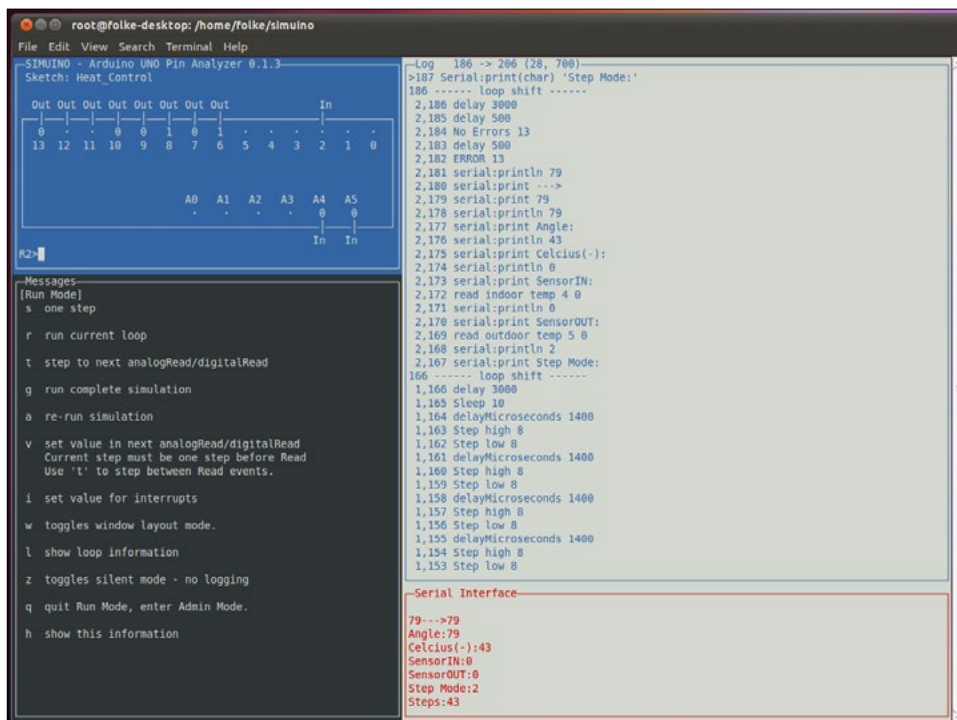 root@folke-desktop: /home/folke/simuino
File Edit View Search Terminal Help
SIMUINO - Arduino UNO Pin Analyzer 0.1.3
Sketch: Heat_Control
Out Out Out Out Out Out Out Out In
0 . . 0 0 1 0 1 . . . . . .
13 12 11 10 9 8 7 6 5 4 3 2 1 0
A0 A1 A2 A3 A4 A5
. . . . 0 0
In In
R2>
Messages
[Run Mode]
s one step
r run current loop
t step to next analogRead/digitalRead
g run complete simulation
a re-run simulation
v set value in next analogRead/digitalRead
Current step must be one step before Read
Use 't' to step between Read events.
i set value for interrupts
w toggles window layout mode.
l show loop information
z toggles silent mode - no logging
q quit Run Mode, enter Admin Mode.
h show this information
Log 186 -> 206 (28, 700)
>187 Serial:print(char) 'Step Mode:'
186 ------ loop shift ------
2,186 delay 3000
2,185 delay 500
2,184 No Errors 13
2,183 delay 500
2,182 ERROR 13
2,181 serial:println 79
2,180 serial:print --->
2,179 serial:print 79
2,178 serial:println 79
2,177 serial:print Angle:
2,176 serial:println 43
2,175 serial:print Celcius(-):
2,174 serial:println 0
2,173 serial:print SensorIN:
2,172 read indoor temp 4 0
2,171 serial:println 0
2,170 serial:print SensorOUT:
2,169 read outdoor temp 5 0
2,168 serial:println 2
2,167 serial:print Step Mode:
166 ------ loop shift ------
1,166 delay 3000
1,165 Sleep 10
1,164 delayMicroseconds 1400
1,163 Step high 8
1,162 Step low 8
1,161 delayMicroseconds 1400
1,160 Step high 8
1,159 Step low 8
1,158 delayMicroseconds 1400
1,157 Step high 8
1,156 Step low 8
1,155 delayMicroseconds 1400
1,154 Step high 8
1,153 Step low 8
Serial Interface
79--->79
Angle:79
Celcius(-):43
SensorIN:0
SensorOUT:0
Step Mode:2
Steps:43